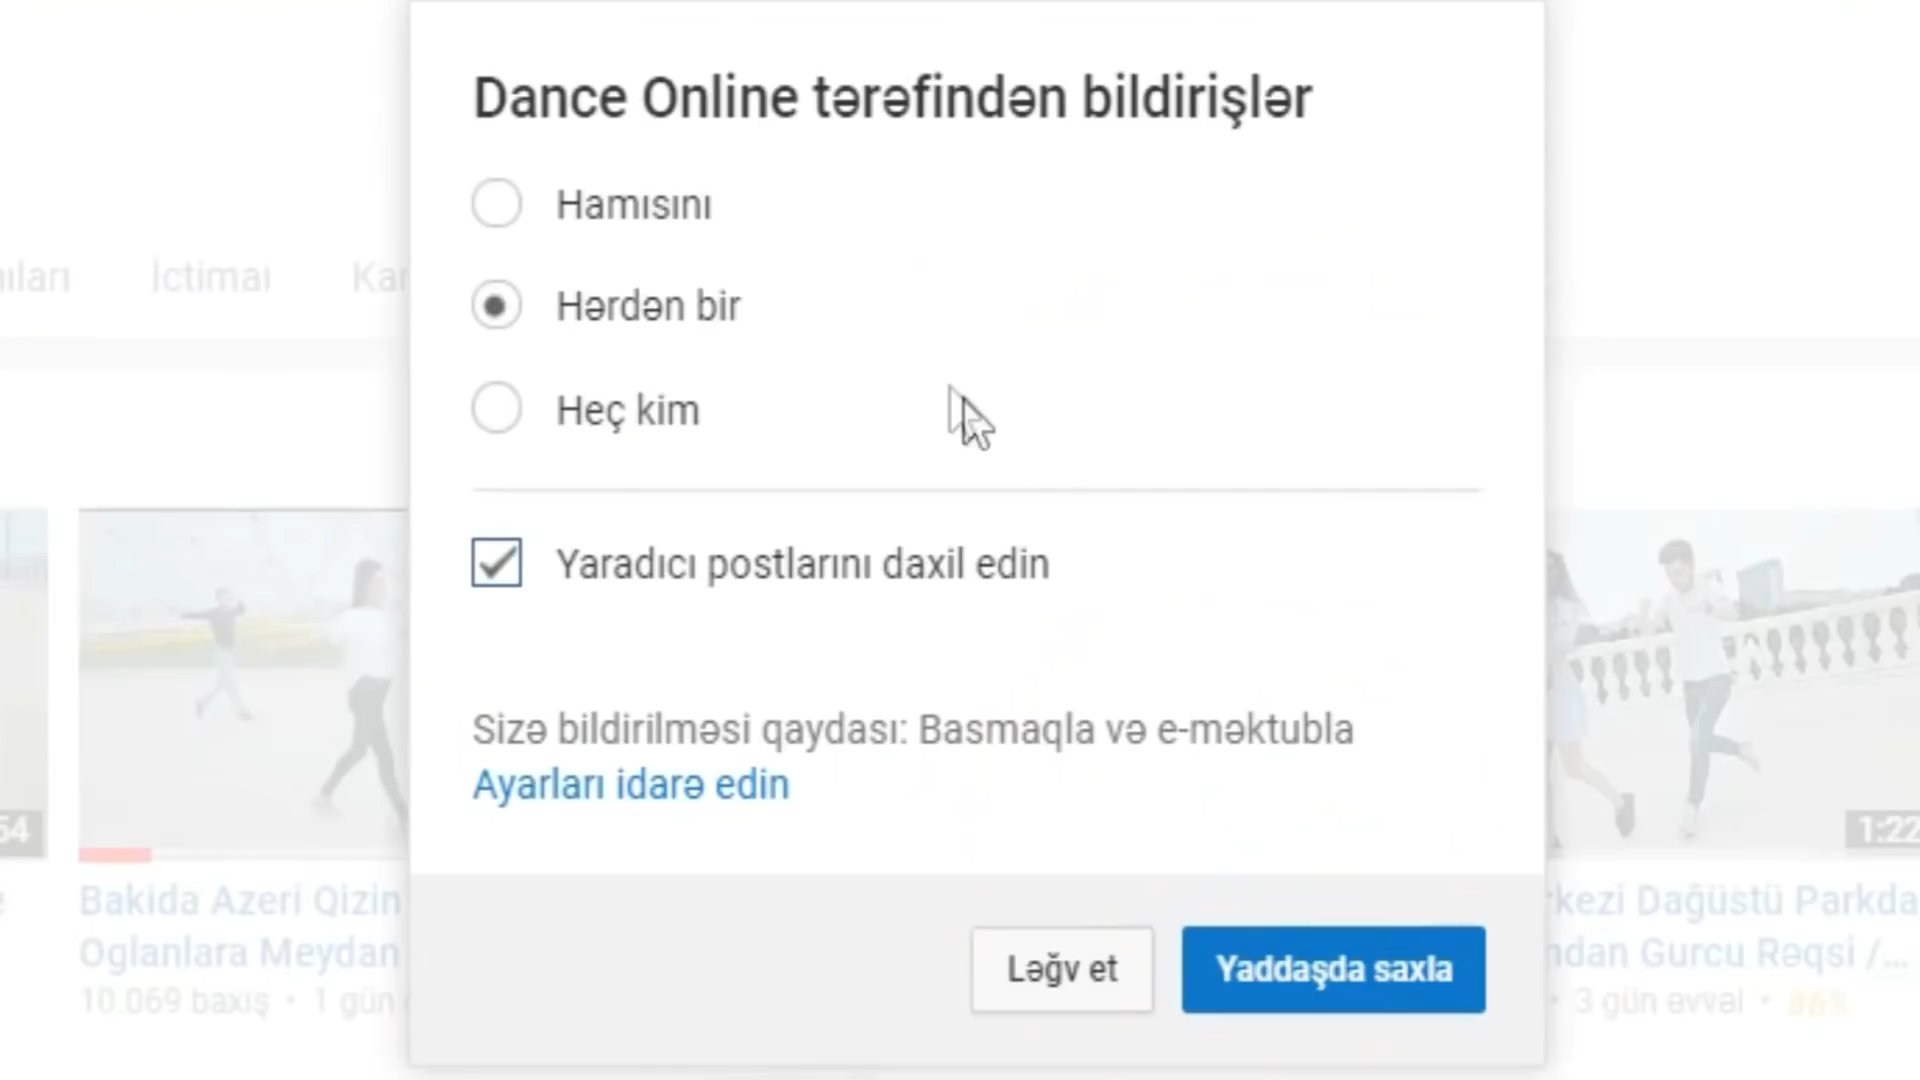 Dance Online tərəfindən bildirişlər
Hamısını
İctimai
Hərdən bir
Heç kim
Yaradıcı postlarını daxil edin
Sizə bildirilməsi qaydası: Basmaqla və e-məktubla
Ayarları idarə edin
54
1:22
Bakida Azeri Qizin
Oglanlara Meydan
10.069 baxış • 1 gün
Dağüstü Parkda
Gurcu Rəqsi /...
• 3 gün əvvəl •
Ləğv et
Yaddaşda saxla